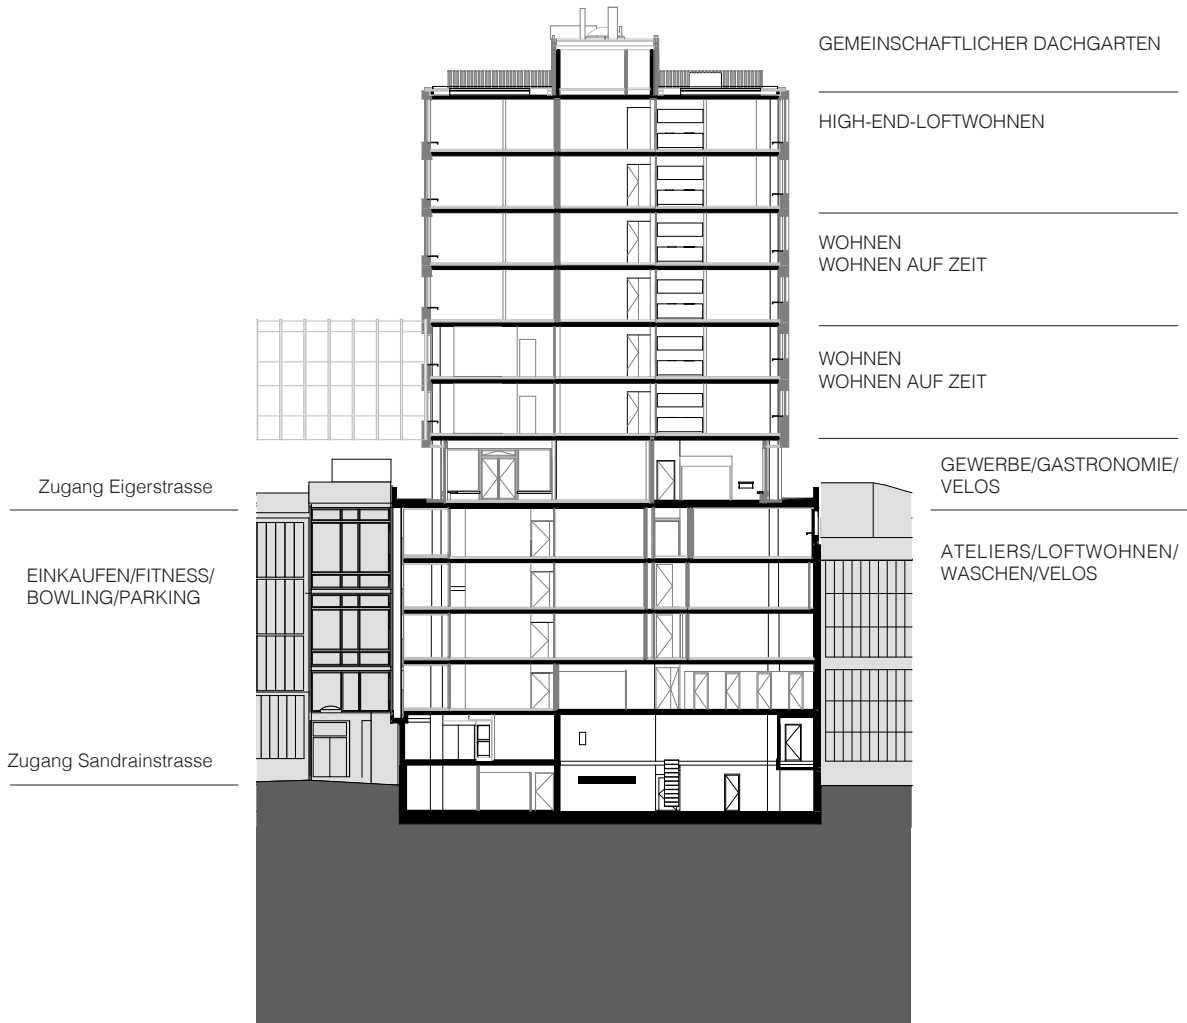 GEMEINSCHAFTLICHER DACHGARTEN
HIGH-END-LOFTWOHNEN
WOHNEN
WOHNEN AUF ZEIT
WOHNEN
WOHNEN AUF ZEIT
GEWERBE/GASTRONOMIE/
VELOS
Zugang Eigerstrasse
ATELIERS/LOFTWOHNEN/
WASCHEN/VELOS
EINKAUFEN/FITNESS/
BOWLING/PARKING
Zugang Sandrainstrasse